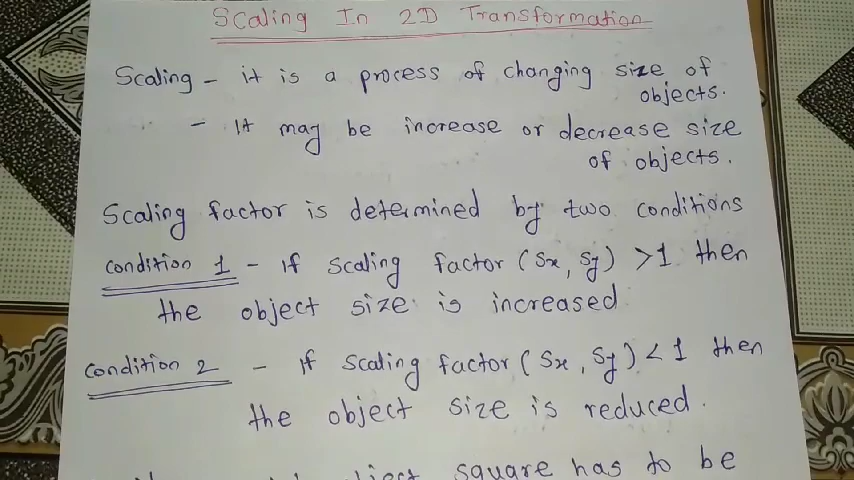 Scaling In 2D Transformation
Scaling - it is a process of changing size of
objects.
- It may be increase or decrease size
of objects.
Scaling factor is determined by two conditions
condition 1 - If scaling factor (Sx, Sy) >1 then
the object size is increased
condition 2 - If scaling factor (Sx, Sy) < 1 then
the object size is reduced.
square has to be